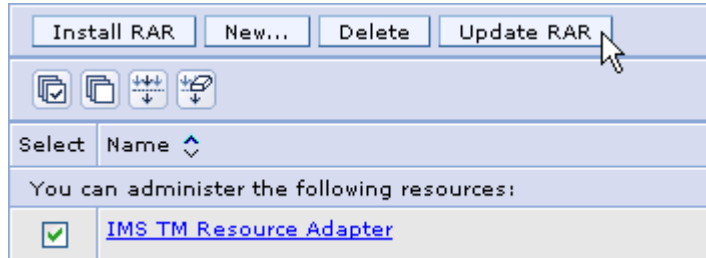 Install RAR New... Delete Update RAR
Select Name
You can administer the following resources:
IMS TM Resource Adapter